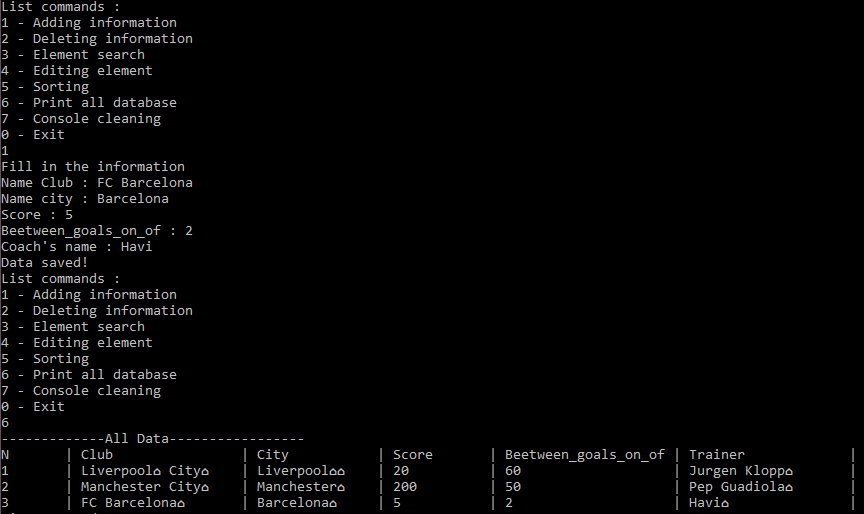 List commands :
1 - Adding information
2 - Deleting information
3 - Element search
4 - Editing element
5 - Sorting
6 - Print all database
7 - Console cleaning
0 - Exit
1
Fill in the information
Name Club : FC Barcelona
Name city : Barcelona
Score : 5
Beetween_goals_on_of : 2
Coach's name : Havi
Data saved!
List commands :
1 - Adding information
2 - Deleting information
3 - Element search
4 - Editing element
5 - Sorting
6 - Print all database
7 - Console cleaning
0 - Exit
6
-------------All Data-----------------
N | Club | City | Score | Beetween_goals_on_of | Trainer |
1 | Liverpool⌂ City⌂ | Liverpool⌂⌂ | 20 | 60 | Jurgen Klopp⌂ |
2 | Manchester City⌂ | Manchester⌂ | 200 | 50 | Pep Guadiola⌂ |
3 | FC Barcelona⌂ | Barcelona⌂ | 5 | 2 | Havi⌂ |